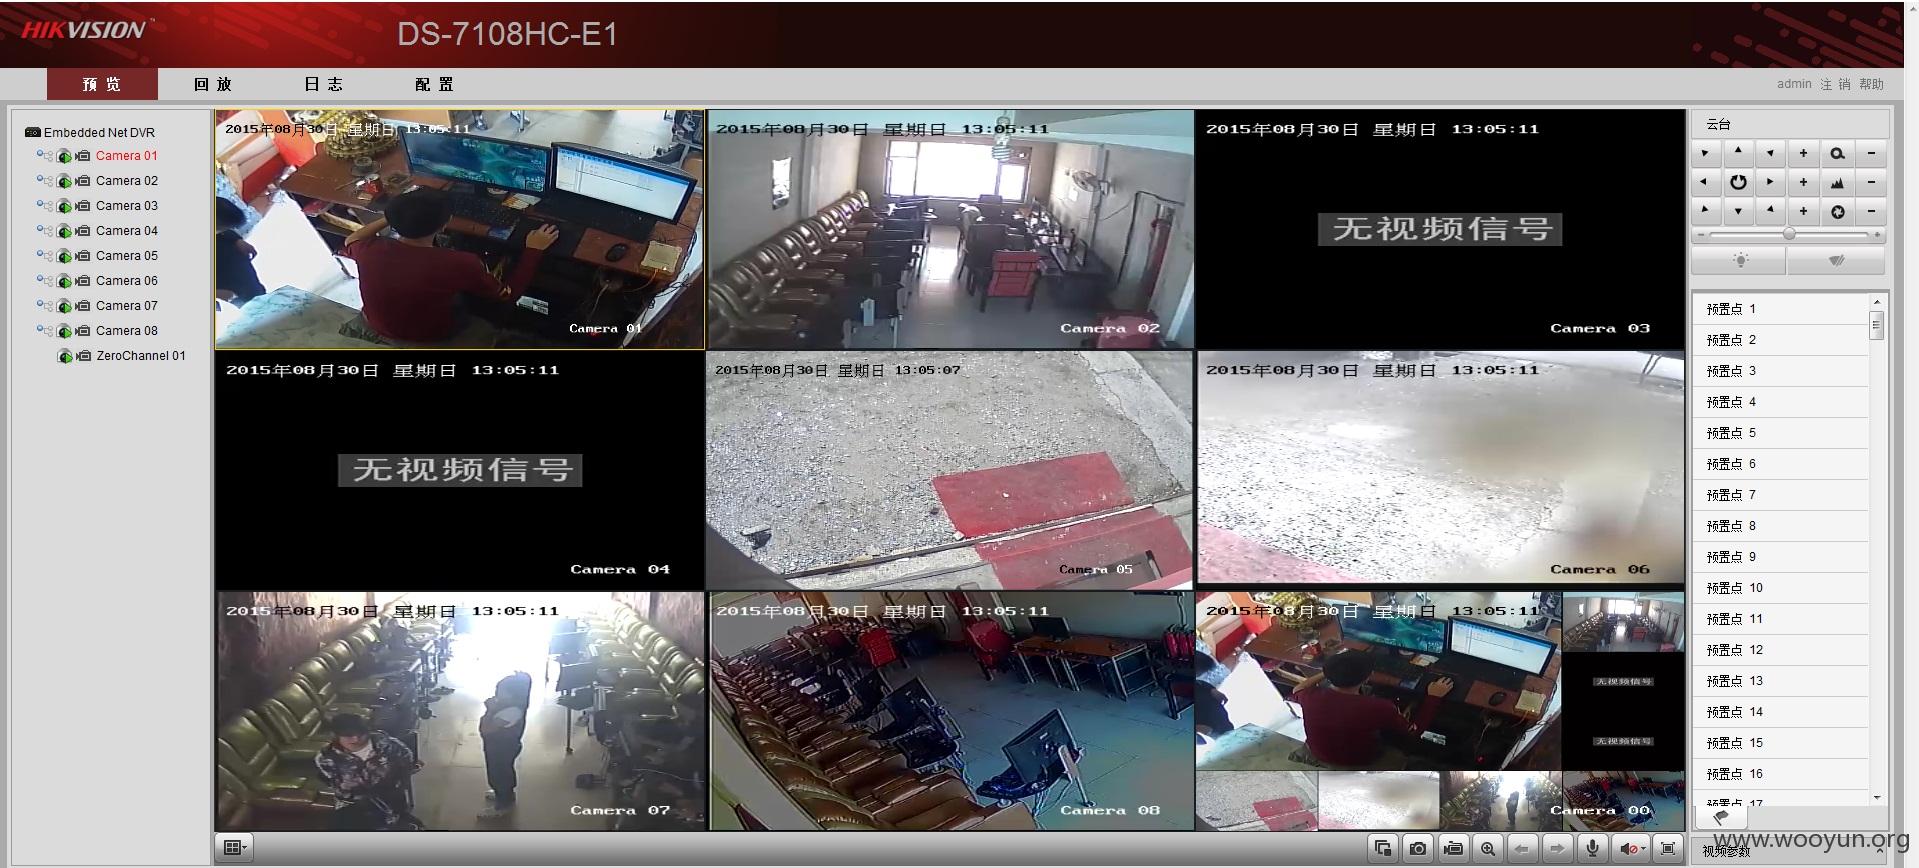 HIKVISION
DS-7108HC-E1
预览 回放 日志 配置
admin 注销 帮助
Embedded Net DVR
Camera 01
Camera 02
Camera 03
Camera 04
Camera 05
Camera 06
Camera 07
Camera 08
ZeroChannel 01
2015年08月30日 星期日 13:05:11
Camera 01
2015年08月30日 星期日 13:05:11
Camera 02
2015年08月30日 星期日 13:05:11
无视频信号
Camera 03
2015年08月30日 星期日 13:05:11
无视频信号
Camera 04
2015年08月30日 星期日 13:05:07
Camera 05
2015年08月30日 星期日 13:05:11
Camera 06
2015年08月30日 星期日 13:05:11
Camera 07
2015年08月30日 星期日 13:05:11
Camera 08
2015年08月30日 星期日 13:05:11
无视频信号
无视频信号
Camera 00
云台
预置点 1
预置点 2
预置点 3
预置点 4
预置点 5
预置点 6
预置点 7
预置点 8
预置点 9
预置点 10
预置点 11
预置点 12
预置点 13
预置点 14
预置点 15
预置点 16
预置点 17
视频参数
www.wooyun.org